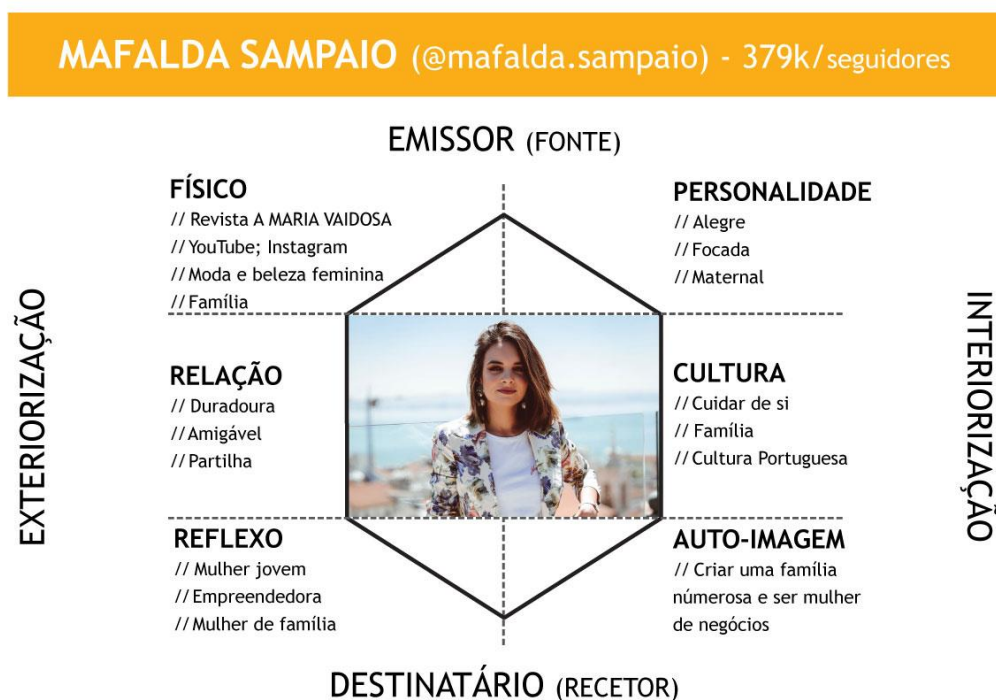 MAFALDA SAMPAIO (@mafalda.sampaio) - 379k/seguidores
EMISSOR (FONTE)
EXTERIORIZAÇÃO
FÍSICO
// Revista A MARIA VAIDOSA
// YouTube; Instagram
// Moda e beleza feminina
// Família
PERSONALIDADE
// Alegre
// Focada
// Maternal
RELAÇÃO
// Duradoura
// Amigável
// Partilha
CULTURA
// Cuidar de si
// Família
// Cultura Portuguesa
REFLEXO
// Mulher jovem
// Empreendedora
// Mulher de família
AUTO-IMAGEM
// Criar uma família
númerosa e ser mulher
de negócios
INTERIORIZAÇÃO
DESTINATÁRIO (RECETOR)